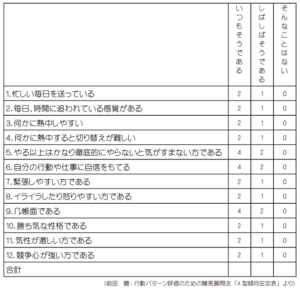 いつもそうである
しばしばそうである
そんなことはない
1. 忙しい毎日を送っている 2 1 0
2. 毎日、時間に追われている感覚がある 2 1 0
3. 何かに熱中しやすい 2 1 0
4. 何かに熱中すると切り替えが難しい 2 1 0
5. やる以上はかなり徹底的にやらないと気がすまない方である 4 2 0
6. 自分の行動や仕事に自信をもてる 4 2 0
7. 緊張しやすい方である 2 1 0
8. イライラしたり怒りやすい方である 2 1 0
9. 几帳面である 4 2 0
10. 勝ち気な性格である 2 1 0
11. 気性が激しい方である 2 1 0
12. 競争心が強い方である 2 1 0
合計
(前田 聰：行動パターン評価のための簡易質問法「A型傾向安定表」より)